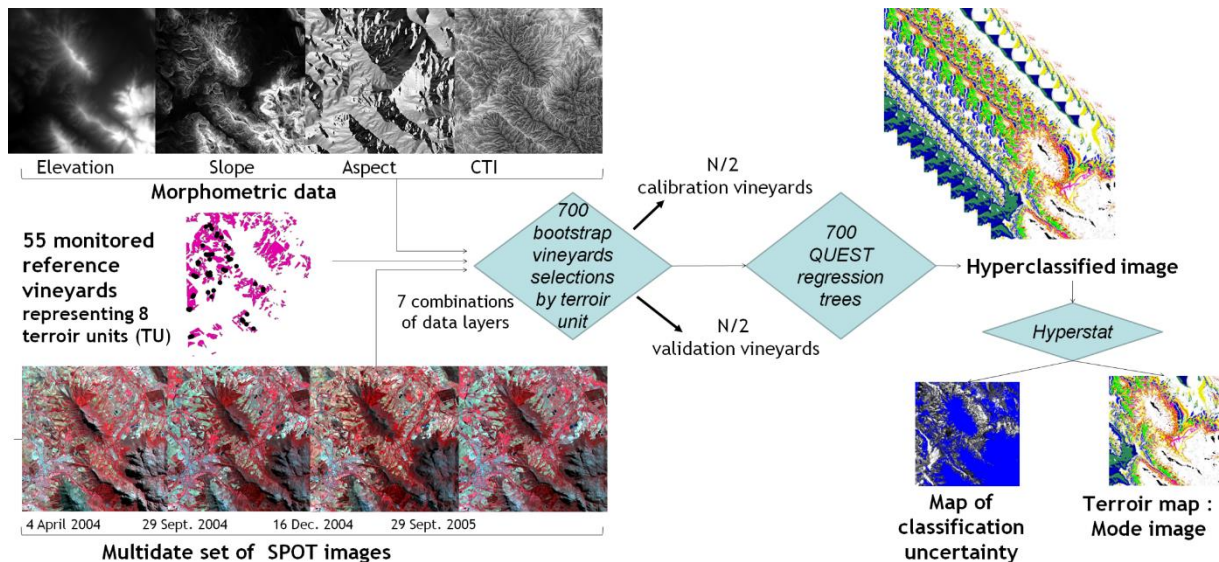 Elevation
Slope
Aspect
CTI
Morphometric data
55 monitored
reference
vineyards
representing 8
terroir units (TU)
7 combinations
of data layers
4 April 2004
29 Sept. 2004
16 Dec. 2004
29 Sept. 2005
Multidate set of SPOT images
700
bootstrap
vineyards
selections
by terroir
unit
N/2
calibration vineyards
N/2
validation vineyards
700
QUEST
regression
trees
Hyperclassified image
Hyperstat
Map of
classification
uncertainty
Terroir map :
Mode image